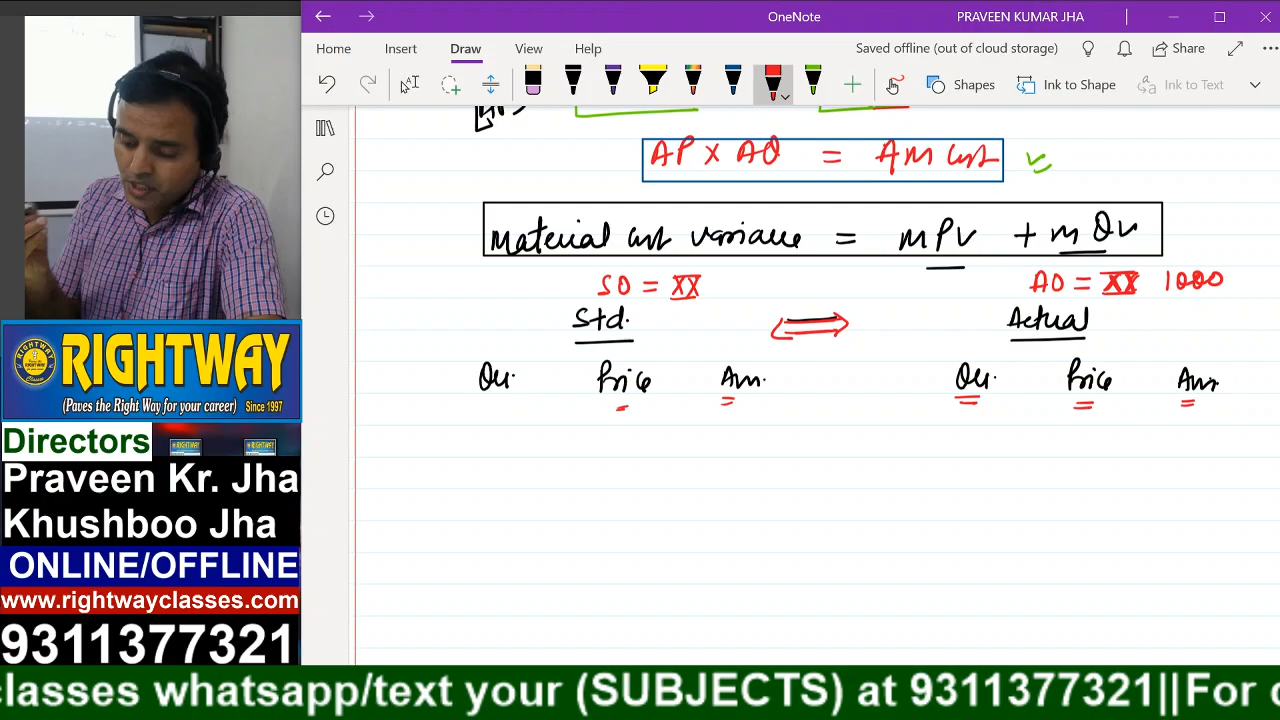 OneNote
PRAVEEN KUMAR JHA
Home Insert Draw View Help
Saved offline (out of cloud storage)
Share
Shapes
Ink to Shape
Ink to Text
AP X AQ = AM Cost
Material cost variance = MPV + MQV
SO = XX
AO = XX 1000
Std.
Actual
Qu. Price Am.
Qu. Price Am
RIGHTWAY
(Paves the Right Way for your career) Since 1997
Directors
Praveen Kr. Jha
Khushboo Jha
ONLINE/OFFLINE
www.rightwayclasses.com
9311377321
classes whatsapp/text your (SUBJECTS) at 9311377321||For